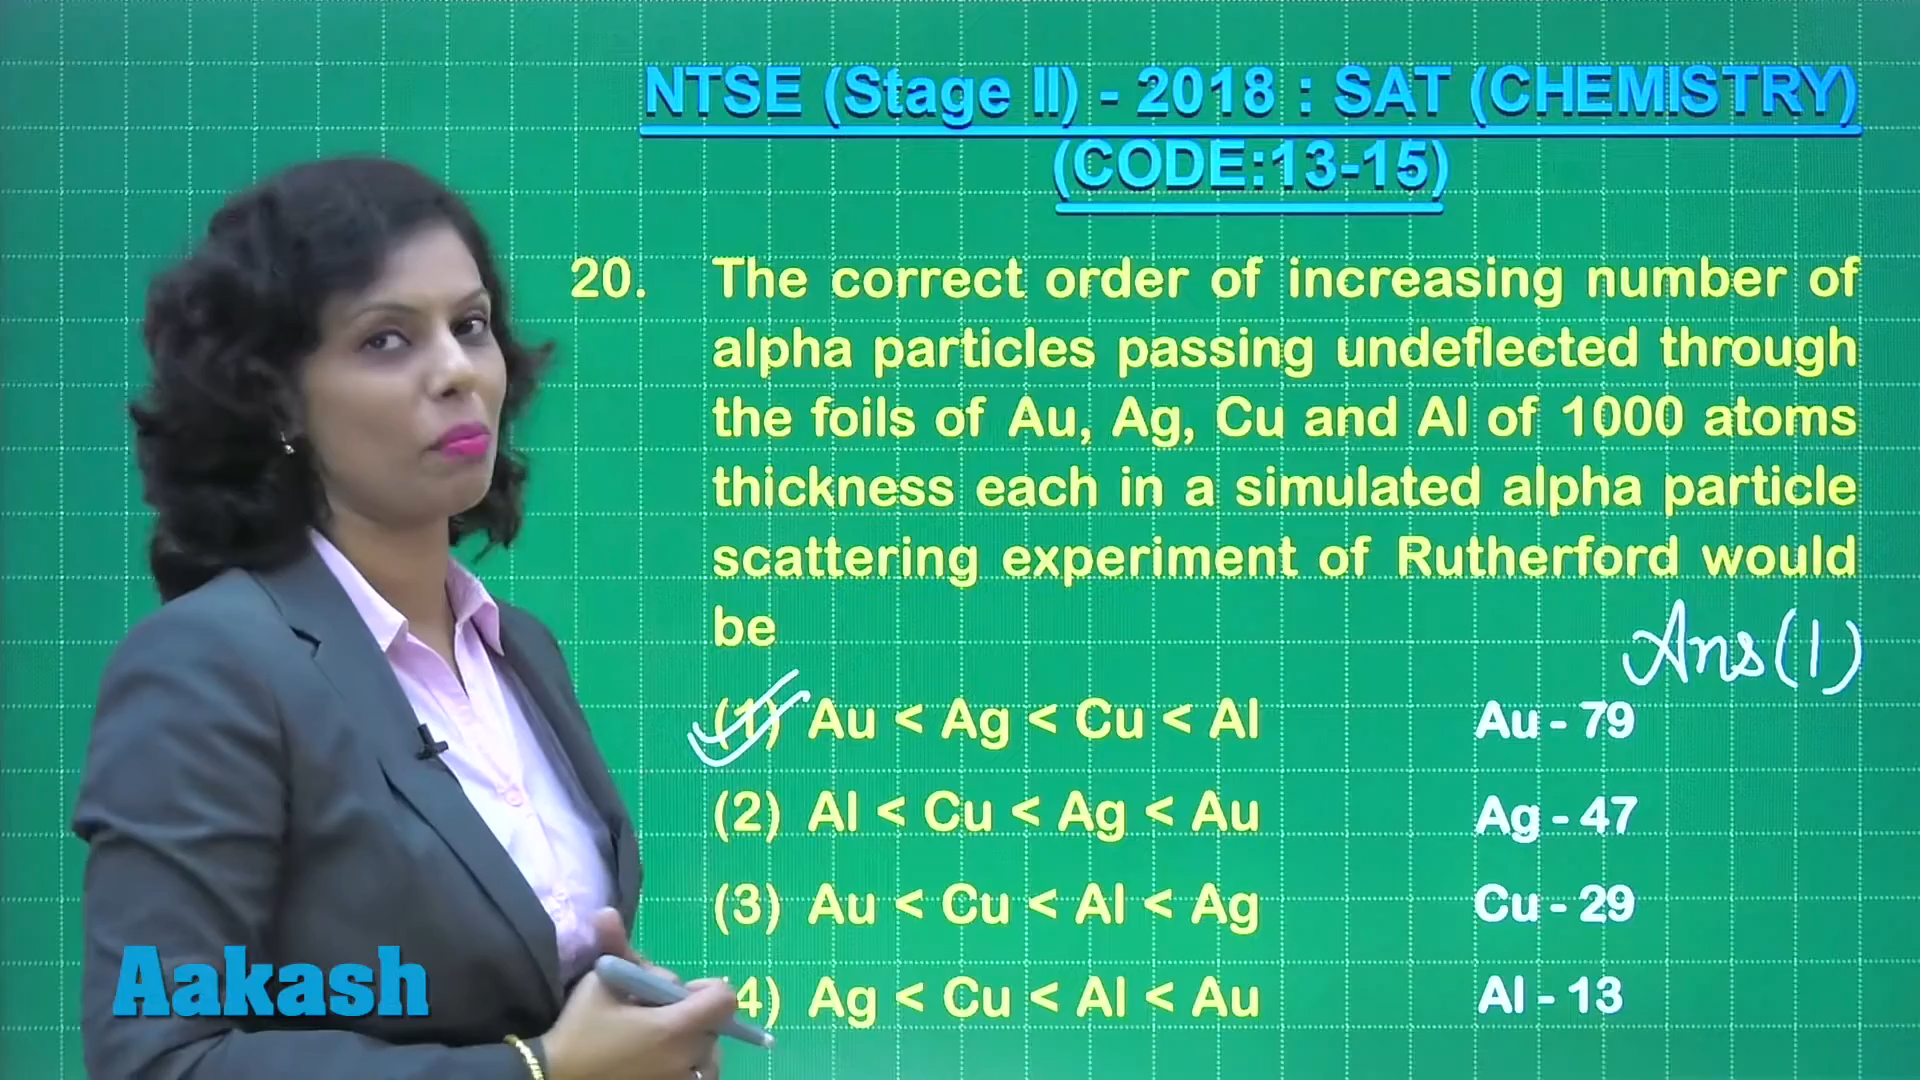 NTSE (Stage II) - 2018 : SAT (CHEMISTRY)
(CODE:13-15)
20. The correct order of increasing number of
alpha particles passing undeflected through
the foils of Au, Ag, Cu and Al of 1000 atoms
thickness each in a simulated alpha particle
scattering experiment of Rutherford would
be
Ans (1)
(1) Au < Ag < Cu < Al Au - 79
(2) Al < Cu < Ag < Au Ag - 47
(3) Au < Cu < Al < Ag Cu - 29
4) Ag < Cu < Al < Au Al - 13
Aakash